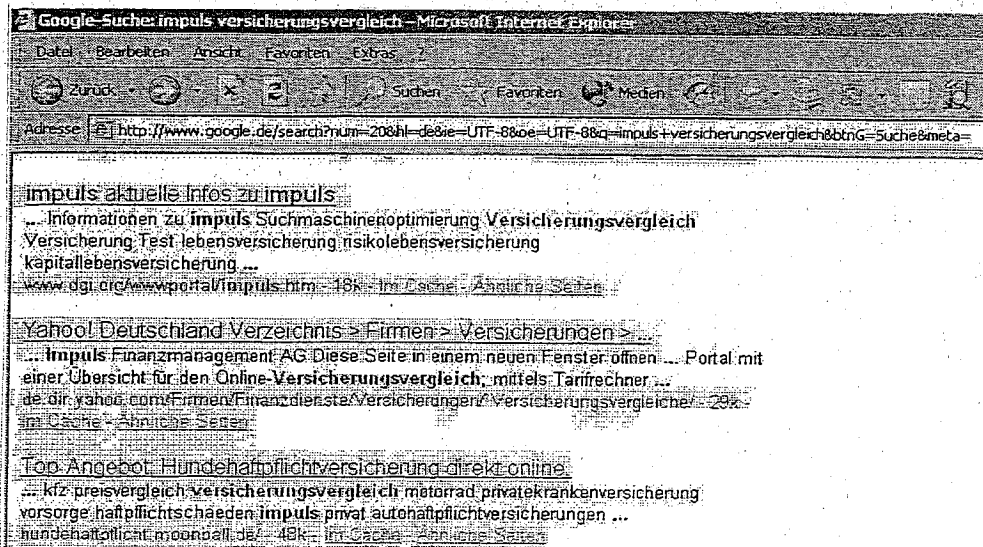 Google-Suche: impuls versicherungsvergleich - Microsoft Internet Explorer
Datei Bearbeiten Ansicht Favoriten Extras ?
Zurück Suchen Favoriten Medien
Adresse http://www.google.de/search?num=20&hl=de&ie=UTF-8&oe=UTF-8&q=impuls+versicherungsvergleich&btnG=Suche&meta=
impuls aktuelle Infos zu impuls
... Informationen zu impuls Suchmaschinenoptimierung Versicherungsvergleich
Versicherung Test lebensversicherung risikolebensversicherung
kapitallebensversicherung ...
www.dgi.org/wwwportal/impuls.htm - 18k - Im Cache - Ähnliche Seiten
Yahoo! Deutschland Verzeichnis > Firmen > Versicherungen > ...
... Impuls Finanzmanagement AG Diese Seite in einem neuen Fenster öffnen ... Portal mit
einer Übersicht für den Online-Versicherungsvergleich, mittels Tarifrechner ...
de.dir.yahoo.com/Firmen/Finanzdienste/Versicherungen/Versicherungsvergleiche/ - 29k -
Im Cache - Ähnliche Seiten
Top Angebot: Hundehaftpflichtversicherung direkt online
... kfz preisvergleich versicherungsvergleich motorrad privatekrankenversicherung
vorsorge haftpflichtschaeden impuls privat autohaftpflichtversicherungen ...
hundehaftpflicht.moonball.de/ - 48k - Im Cache - Ähnliche Seiten